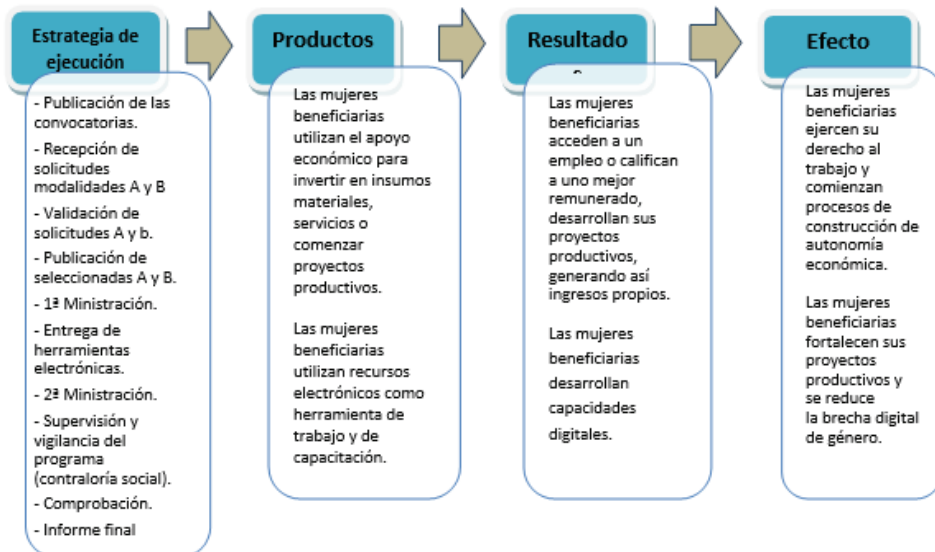 Estrategia de
ejecución
- Publicación de las
convocatorias.
- Recepción de
solicitudes
modalidades A y B
- Validación de
solicitudes A y b.
- Publicación de
seleccionadas A y B.
- 1ª Ministración.
- Entrega de
herramientas
electrónicas.
- 2ª Ministración.
- Supervisión y
vigilancia del
programa
(contraloría social).
- Comprobación.
- Informe final
Productos
Las mujeres
beneficiarias
utilizan el apoyo
económico para
invertir en insumos
materiales,
servicios o
comenzar
proyectos
productivos.
Las mujeres
beneficiarias
utilizan recursos
electrónicos como
herramienta de
trabajo y de
capacitación.
Resultado
Las mujeres
beneficiarias
acceden a un
empleo o califican
a uno mejor
remunerado,
desarrollan sus
proyectos
productivos,
generando así
ingresos propios.
Las mujeres
beneficiarias
desarrollan
capacidades
digitales.
Efecto
Las mujeres
beneficiarias
ejercen su
derecho al
trabajo y
comienzan
procesos de
construcción de
autonomía
económica.
Las mujeres
beneficiarias
fortalecen sus
proyectos
productivos y
se reduce
la brecha digital
de género.